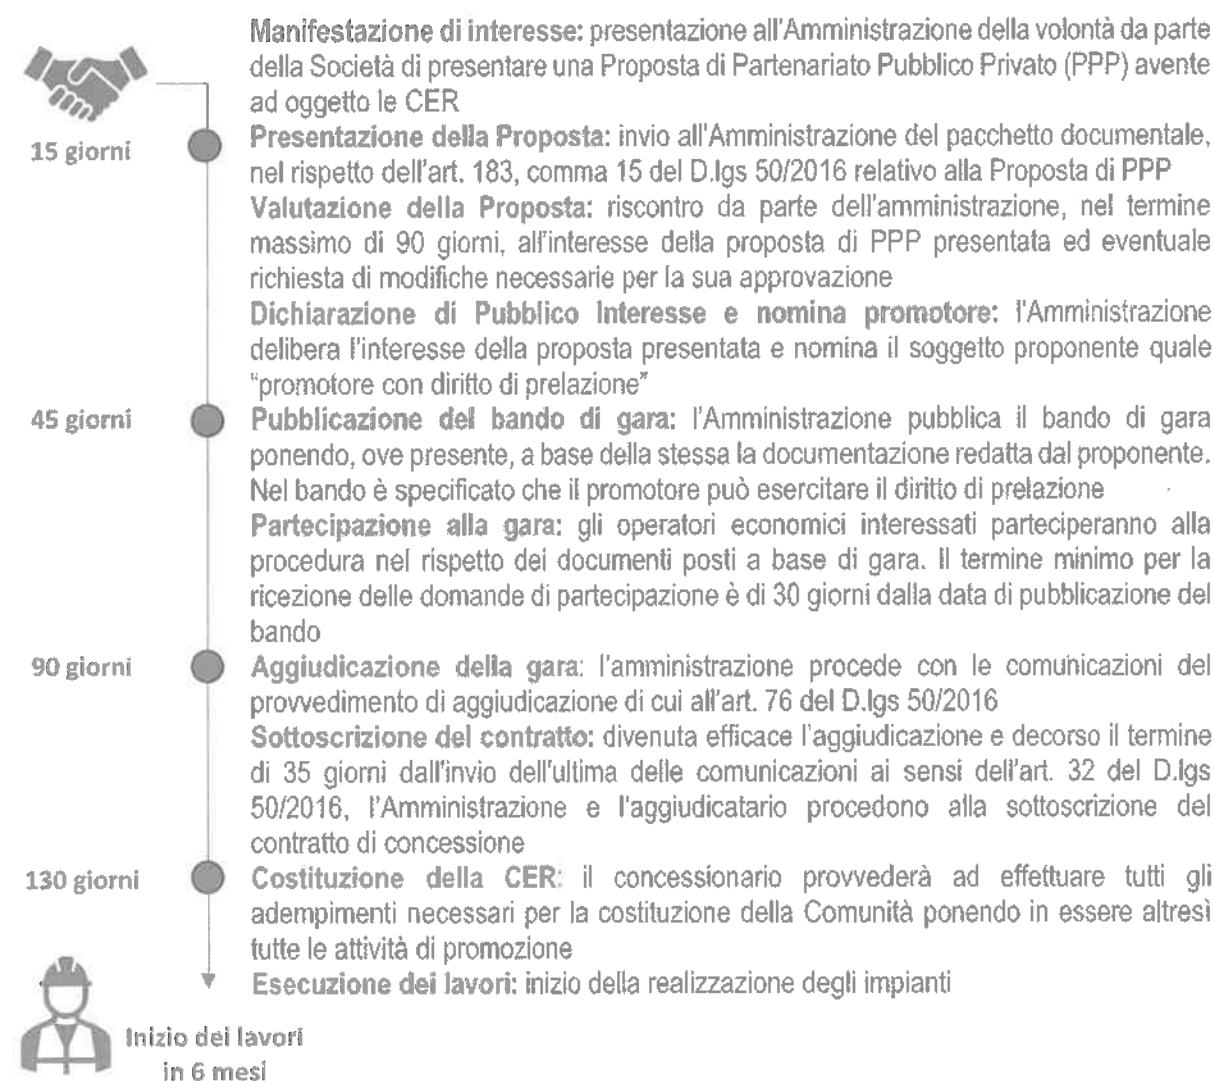 Manifestazione di interesse: presentazione all'Amministrazione della volontà da parte
della Società di presentare una Proposta di Partenariato Pubblico Privato (PPP) avente
ad oggetto le CER
15 giorni
Presentazione della Proposta: invio all'Amministrazione del pacchetto documentale,
nel rispetto dell'art. 183, comma 15 del D.lgs 50/2016 relativo alla Proposta di PPP
Valutazione della Proposta: riscontro da parte dell'amministrazione, nel termine
massimo di 90 giorni, all'interesse della proposta di PPP presentata ed eventuale
richiesta di modifiche necessarie per la sua approvazione
Dichiarazione di Pubblico Interesse e nomina promotore: l'Amministrazione
delibera l'interesse della proposta presentata e nomina il soggetto proponente quale
"promotore con diritto di prelazione"
45 giorni
Pubblicazione del bando di gara: l'Amministrazione pubblica il bando di gara
ponendo, ove presente, a base della stessa la documentazione redatta dal proponente.
Nel bando è specificato che il promotore può esercitare il diritto di prelazione
Partecipazione alla gara: gli operatori economici interessati parteciperanno alla
procedura nel rispetto dei documenti posti a base di gara. Il termine minimo per la
ricezione delle domande di partecipazione è di 30 giorni dalla data di pubblicazione del
bando
90 giorni
Aggiudicazione della gara: l'amministrazione procede con le comunicazioni del
provvedimento di aggiudicazione di cui all'art. 76 del D.lgs 50/2016
Sottoscrizione del contratto: divenuta efficace l'aggiudicazione e decorso il termine
di 35 giorni dall'invio dell'ultima delle comunicazioni ai sensi dell'art. 32 del D.lgs
50/2016, l'Amministrazione e l'aggiudicatario procedono alla sottoscrizione del
contratto di concessione
130 giorni
Costituzione della CER: il concessionario provvederà ad effettuare tutti gli
adempimenti necessari per la costituzione della Comunità ponendo in essere altresì
tutte le attività di promozione
Esecuzione dei lavori: inizio della realizzazione degli impianti
Inizio dei lavori
in 6 mesi